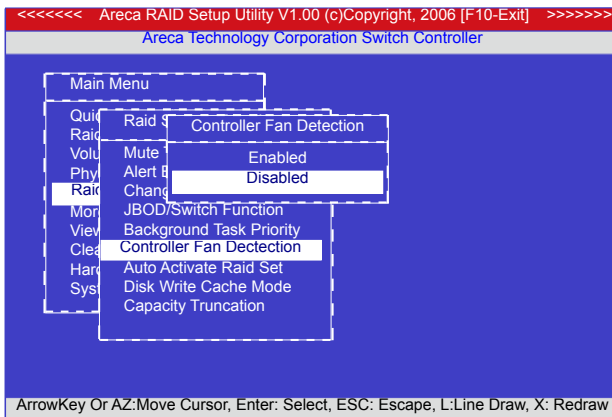 <<<<<<< Areca RAID Setup Utility V1.00 (c)Copyright, 2006 [F10-Exit] >>>>>>>
Areca Technology Corporation Switch Controller
Main Menu
Raid
Mute
Alert
JBOD/Switch Function
Background Task Priority
Controller Fan Dectection
Auto Activate Raid Set
Disk Write Cache Mode
Capacity Truncation
Controller Fan Detection
Enabled
Disabled
ArrowKey Or AZ:Move Cursor, Enter: Select, ESC: Escape, L:Line Draw, X: Redraw